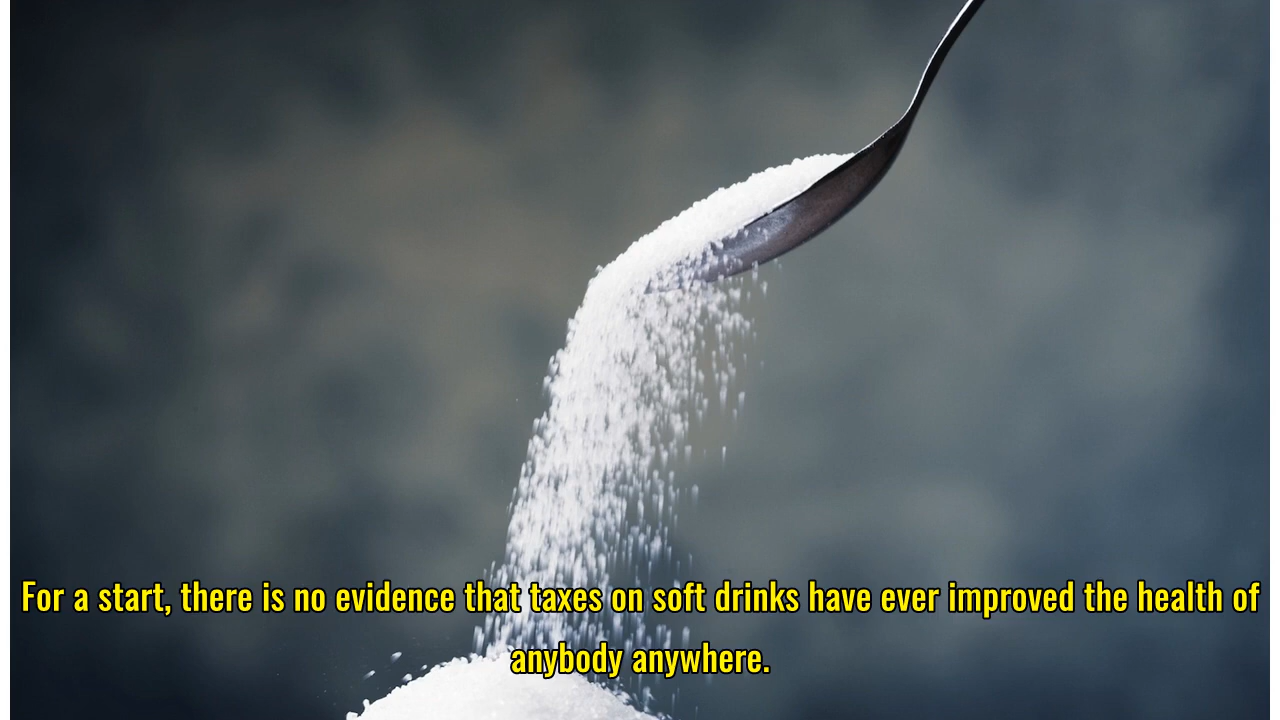 For a start, there is no evidence that taxes on soft drinks have ever improved the health of
anybody anywhere.